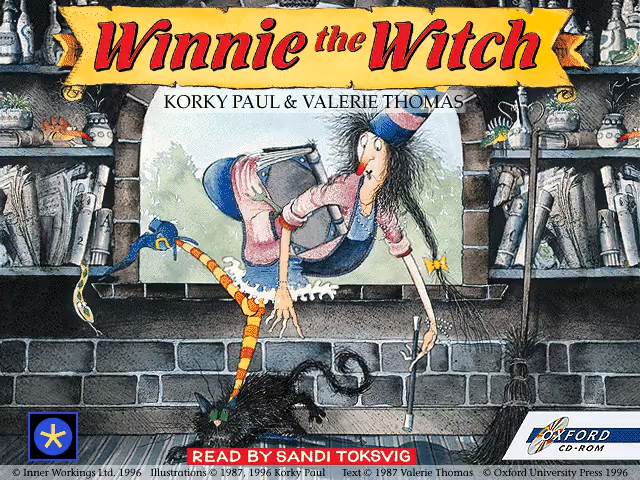 Winnie the Witch
KORKY PAUL & VALERIE THOMAS
READ BY SANDI TOKSVIG
OXFORD
CD-ROM
© Inner Workings Ltd. 1996 Illustrations © 1987, 1996 Korky Paul Text © 1987 Valerie Thomas © Oxford University Press 1996